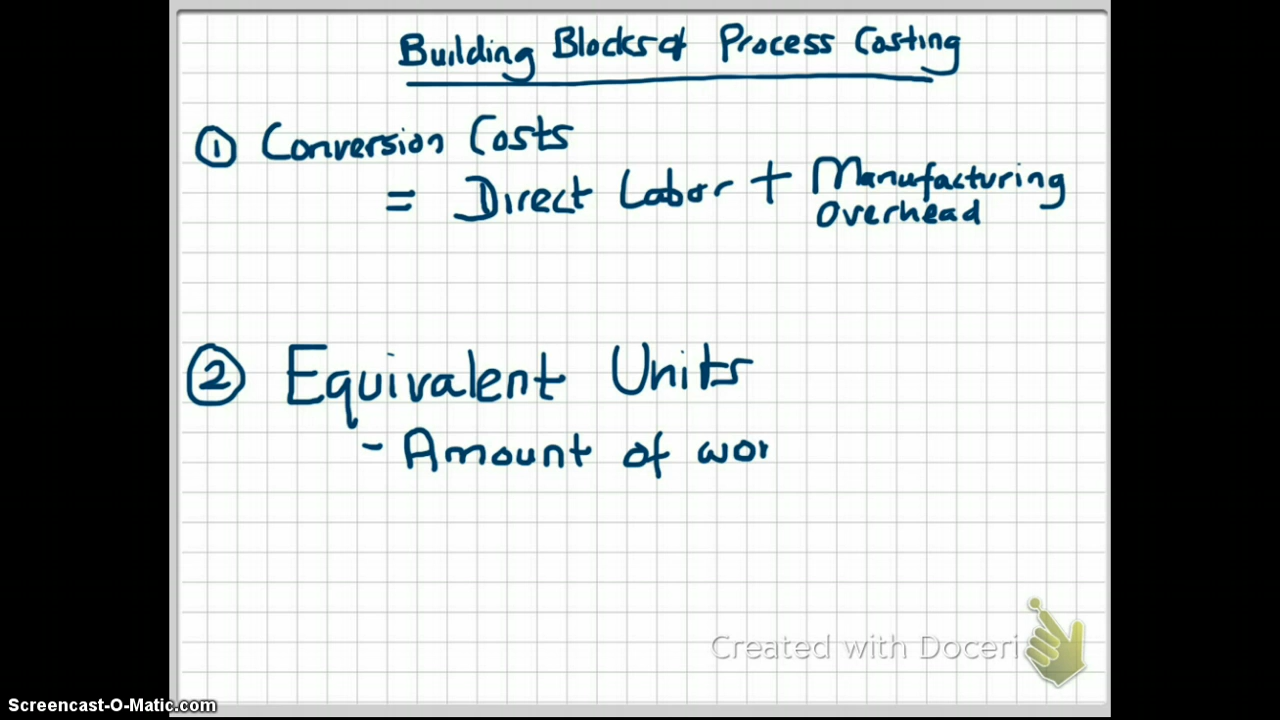 Building Blocks of Process Costing
① Conversion Costs
= Direct Labor + Manufacturing
Overhead
② Equivalent Units
- Amount of wor
Created with Doceri
Screencast-O-Matic.com